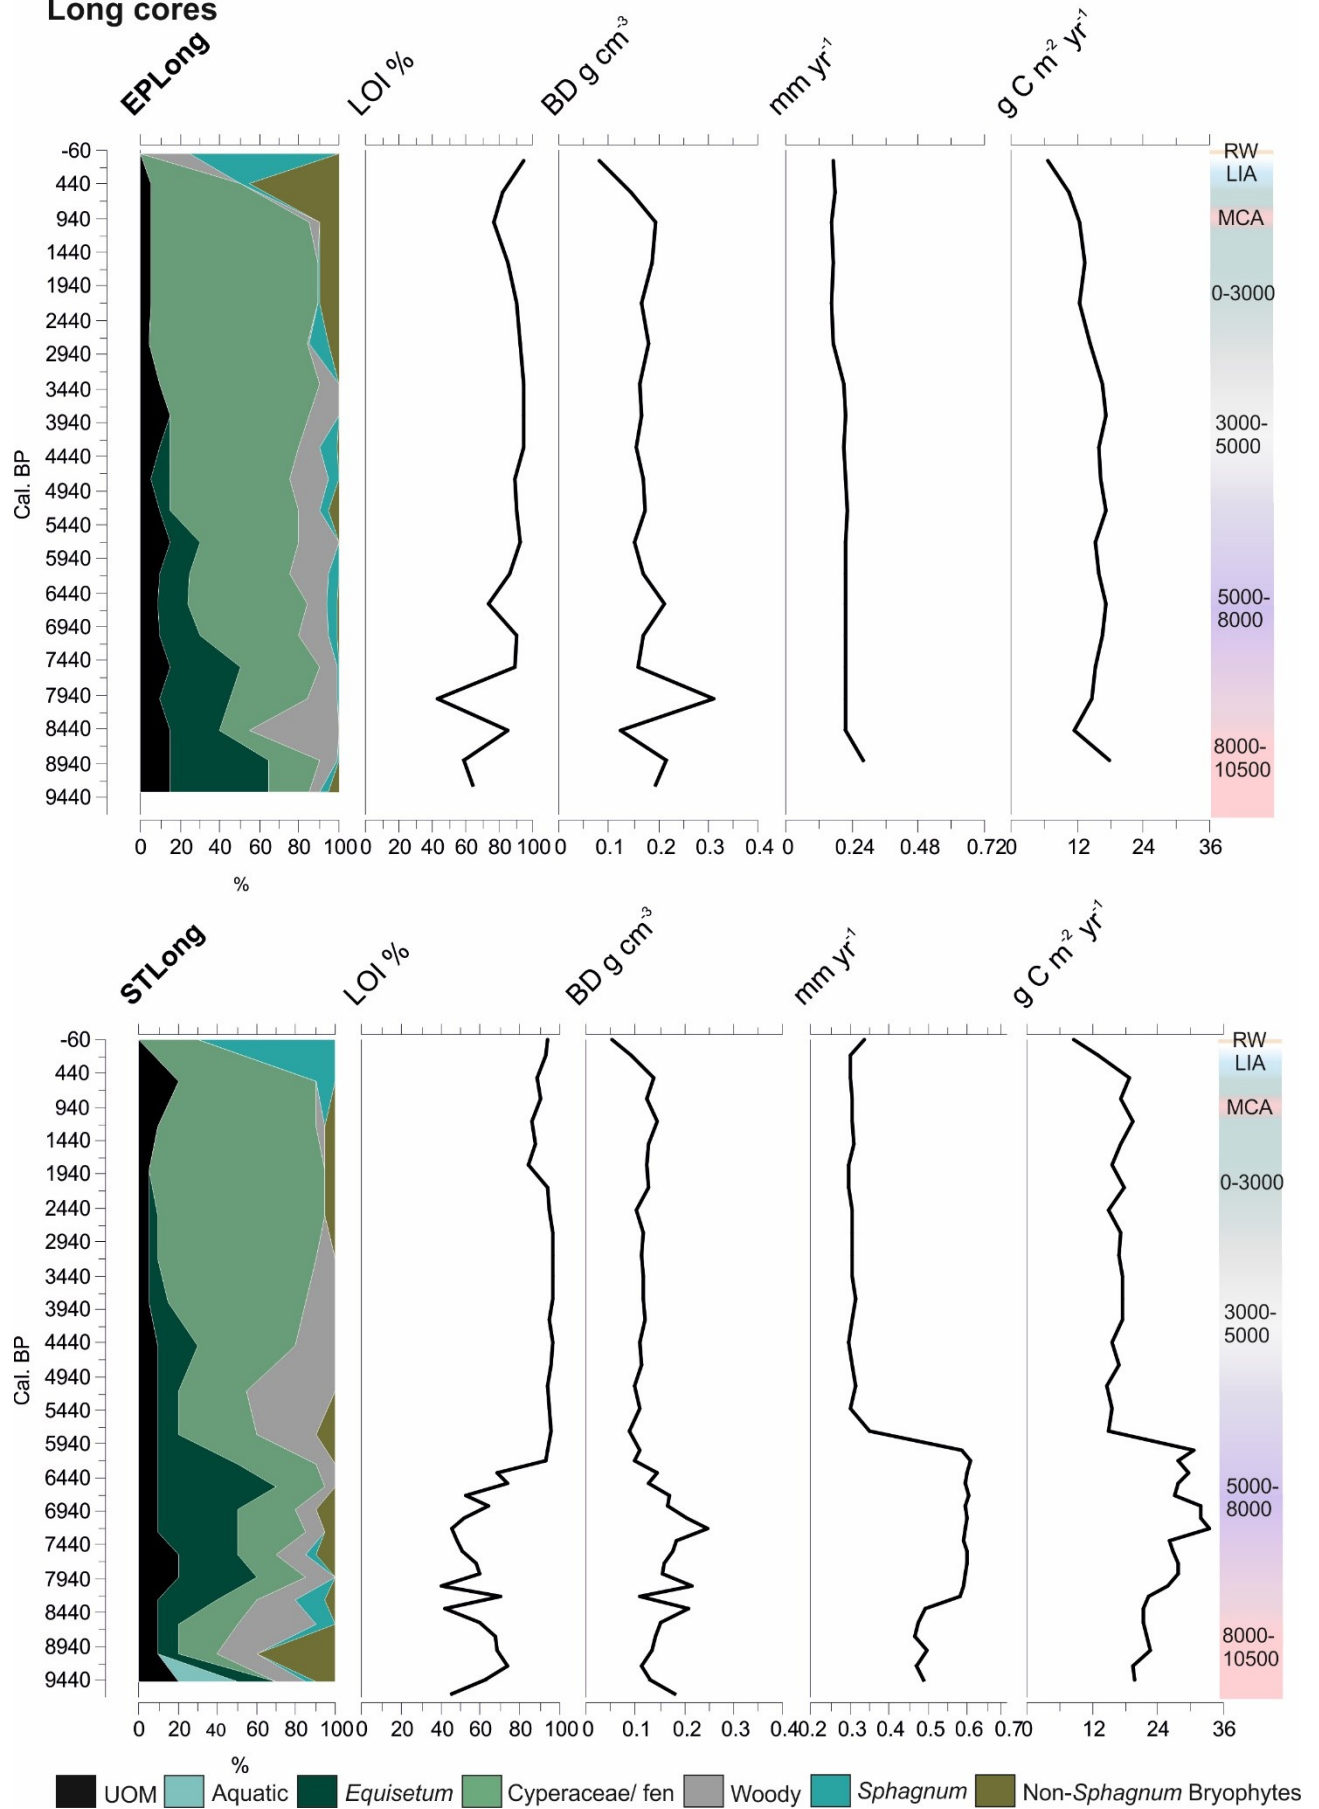 Long cores
EPLong
LOI %
BD g cm-3
mm yr-1
g C m-2 yr-1
-60
440
940
1440
1940
2440
2940
3440
3940
4440
4940
5440
5940
6440
6940
7440
7940
8440
8940
9440
Cal. BP
RW
LIA
MCA
0-3000
3000-
5000
5000-
8000
8000-
10500
0 20 40 60 80 100
0 20 40 60 80 100
0 0.1 0.2 0.3 0.4
0 0.24 0.48 0.72
0 12 24 36
%
STLong
LOI %
BD g cm-3
mm yr-1
g C m-2 yr-1
-60
440
940
1440
1940
2440
2940
3440
3940
4440
4940
5440
5940
6440
6940
7440
7940
8440
8940
9440
Cal. BP
RW
LIA
MCA
0-3000
3000-
5000
5000-
8000
8000-
10500
0 20 40 60 80 100
0 20 40 60 80 100
0 0.1 0.2 0.3 0.4
0.2 0.3 0.4 0.5 0.6 0.7
0 12 24 36
%
UOM Aquatic Equisetum Cyperaceae/ fen Woody Sphagnum Non-Sphagnum Bryophytes